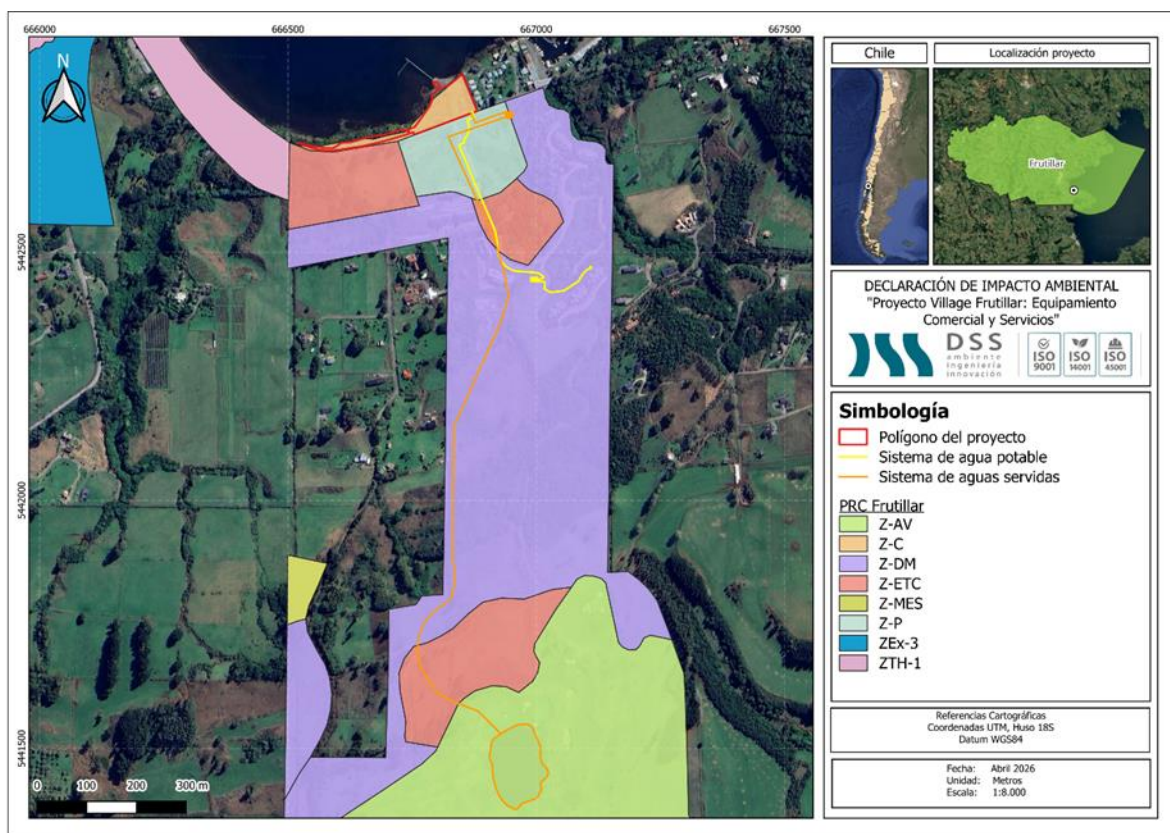 666000
666500
667000
667500
N
5442500
5442000
5441500
0 100 200 300 m
Chile
Localización proyecto
Frutillar
DECLARACIÓN DE IMPACTO AMBIENTAL
"Proyecto Village Frutillar: Equipamiento
Comercial y Servicios"
DSS
ambiente
ingeniería
innovación
ISO
9001
ISO
14001
ISO
45001
Simbología
Polígono del proyecto
Sistema de agua potable
Sistema de aguas servidas
PRC Frutillar
Z-AV
Z-C
Z-DM
Z-ETC
Z-MES
Z-P
ZEx-3
ZTH-1
Referencias Cartográficas
Coordenadas UTM, Huso 18S
Datum WGS84
Fecha: Abril 2026
Unidad: Metros
Escala: 1:8.000